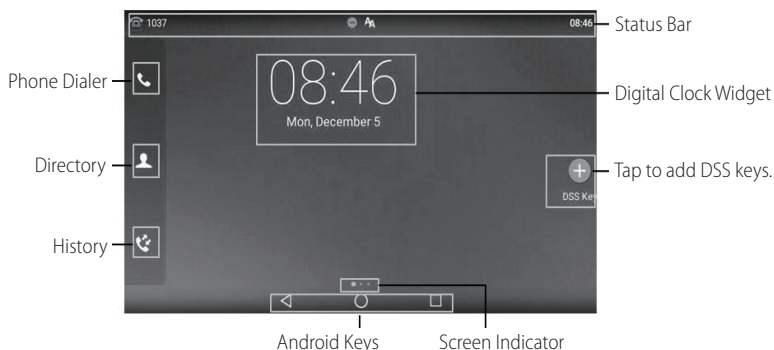 1037
08:46
Status Bar
Phone Dialer
08:46
Mon, December 5
Digital Clock Widget
Directory
Tap to add DSS keys.
DSS Key
History
Android Keys
Screen Indicator